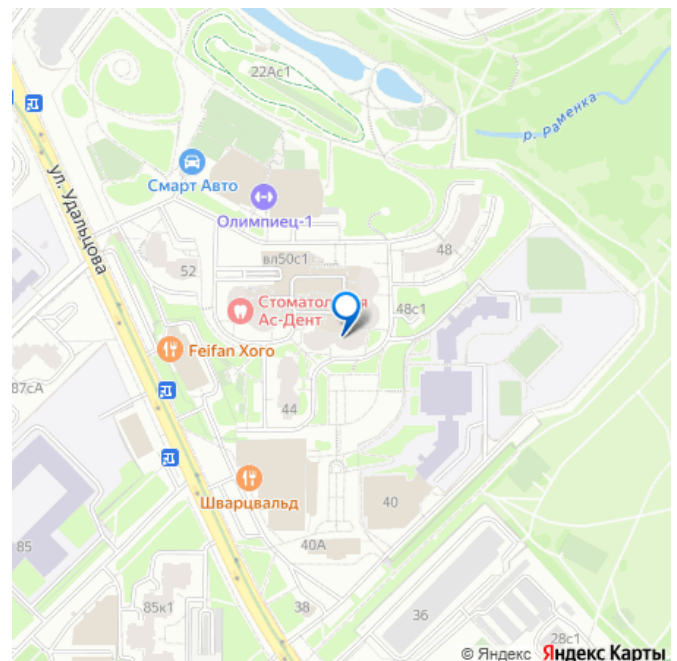 22Ас1
р. Раменка
Смарт Авто
ул. Удальцова
Олимпиец-1
48
вл50с1
52
Стоматология
Ас-Дент
48с1
Feifan Хого
87сА
44
Шварцвальд
40
40А
85
85к1
38
36
28с1
© Яндекс Яндекс Карты